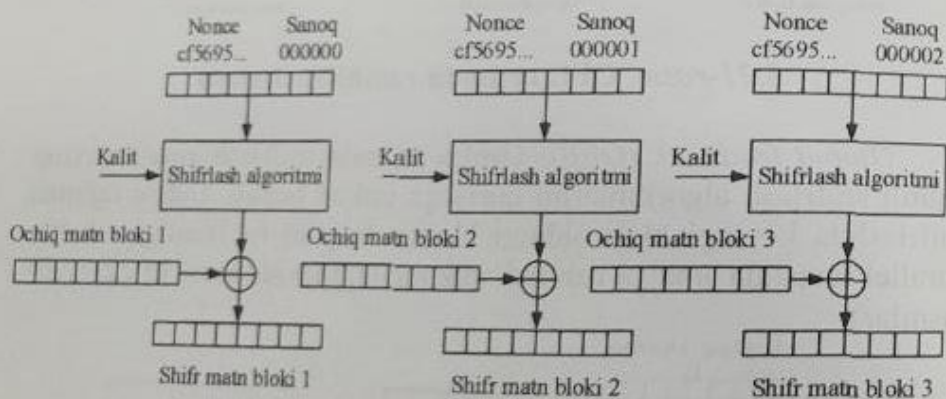 Nonce Sanoq Nonce Sanoq Nonce Sanoq
cf5695... 000000 cf5695... 000001 cf5695... 000002
Kalit Shifrlash algoritmi Kalit Shifrlash algoritmi Kalit Shifrlash algoritmi
Ochiq matn bloki 1 Ochiq matn bloki 2 Ochiq matn bloki 3
Shifr matn bloki 1 Shifr matn bloki 2 Shifr matn bloki 3